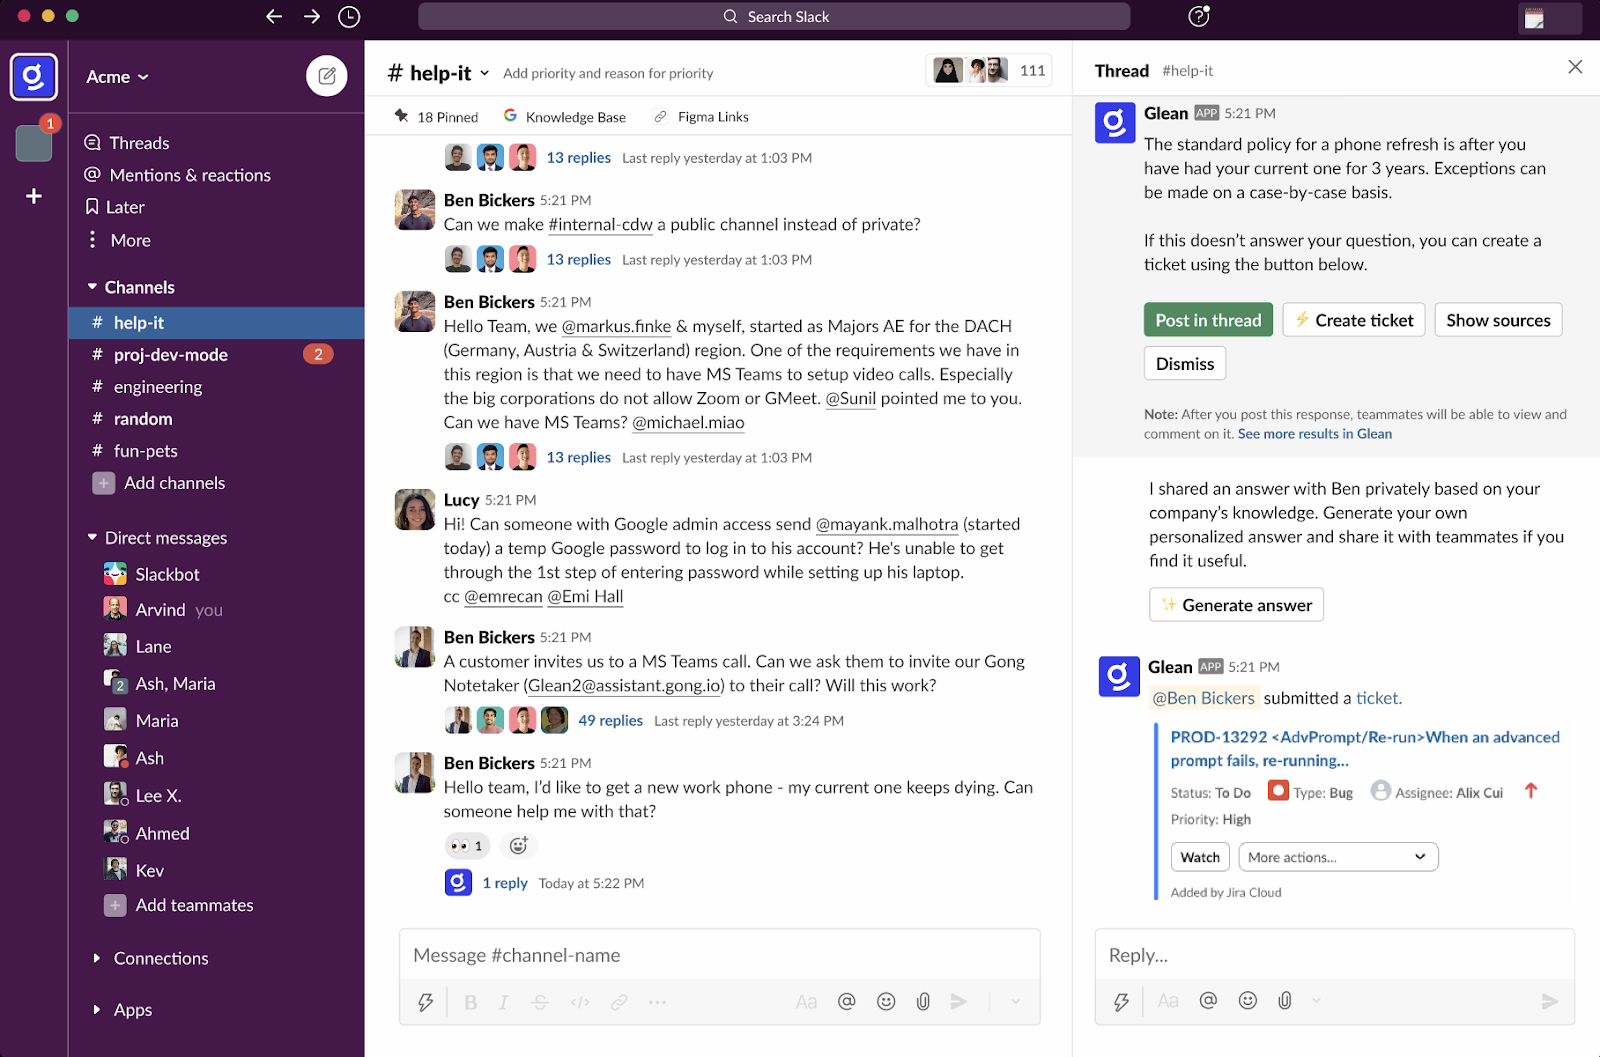 Search Slack
Acme
1
Threads
Mentions & reactions
Later
More
Channels
# help-it
# proj-dev-mode 2
# engineering
# random
# fun-pets
+ Add channels
Direct messages
Slackbot
Arvind you
Lane
2 Ash, Maria
Maria
Ash
Lee X.
Ahmed
Kev
+ Add teammates
Connections
Apps
# help-it Add priority and reason for priority 111
18 Pinned Knowledge Base Figma Links
13 replies Last reply yesterday at 1:03 PM
Ben Bickers 5:21 PM
Can we make #internal-cdw a public channel instead of private?
13 replies Last reply yesterday at 1:03 PM
Ben Bickers 5:21 PM
Hello Team, we @markus.finke & myself, started as Majors AE for the DACH
(Germany, Austria & Switzerland) region. One of the requirements we have in
this region is that we need to have MS Teams to setup video calls. Especially
the big corporations do not allow Zoom or GMeet. @Sunil pointed me to you.
Can we have MS Teams? @michael.miao
13 replies Last reply yesterday at 1:03 PM
Lucy 5:21 PM
Hi! Can someone with Google admin access send @mayank.malhotra (started
today) a temp Google password to log in to his account? He's unable to get
through the 1st step of entering password while setting up his laptop.
cc @emrecan @Emi Hall
Ben Bickers 5:21 PM
A customer invites us to a MS Teams call. Can we ask them to invite our Gong
Notetaker (Glean2@assistant.gong.io) to their call? Will this work?
49 replies Last reply yesterday at 3:24 PM
Ben Bickers 5:21 PM
Hello team, I’d like to get a new work phone - my current one keeps dying. Can
someone help me with that?
1
1 reply Today at 5:22 PM
Message #channel-name
B I S </> Aa @
Thread #help-it
Glean APP 5:21 PM
The standard policy for a phone refresh is after you
have had your current one for 3 years. Exceptions can
be made on a case-by-case basis.
If this doesn’t answer your question, you can create a
ticket using the button below.
Post in thread Create ticket Show sources
Dismiss
Note: After you post this response, teammates will be able to view and
comment on it. See more results in Glean
I shared an answer with Ben privately based on your
company’s knowledge. Generate your own
personalized answer and share it with teammates if you
find it useful.
Generate answer
Glean APP 5:21 PM
@Ben Bickers submitted a ticket.
PROD-13292 <AdvPrompt/Re-run>When an advanced
prompt fails, re-running...
Status: To Do Type: Bug Assignee: Alix Cui
Priority: High
Watch More actions...
Added by Jira Cloud
Reply...
Aa @